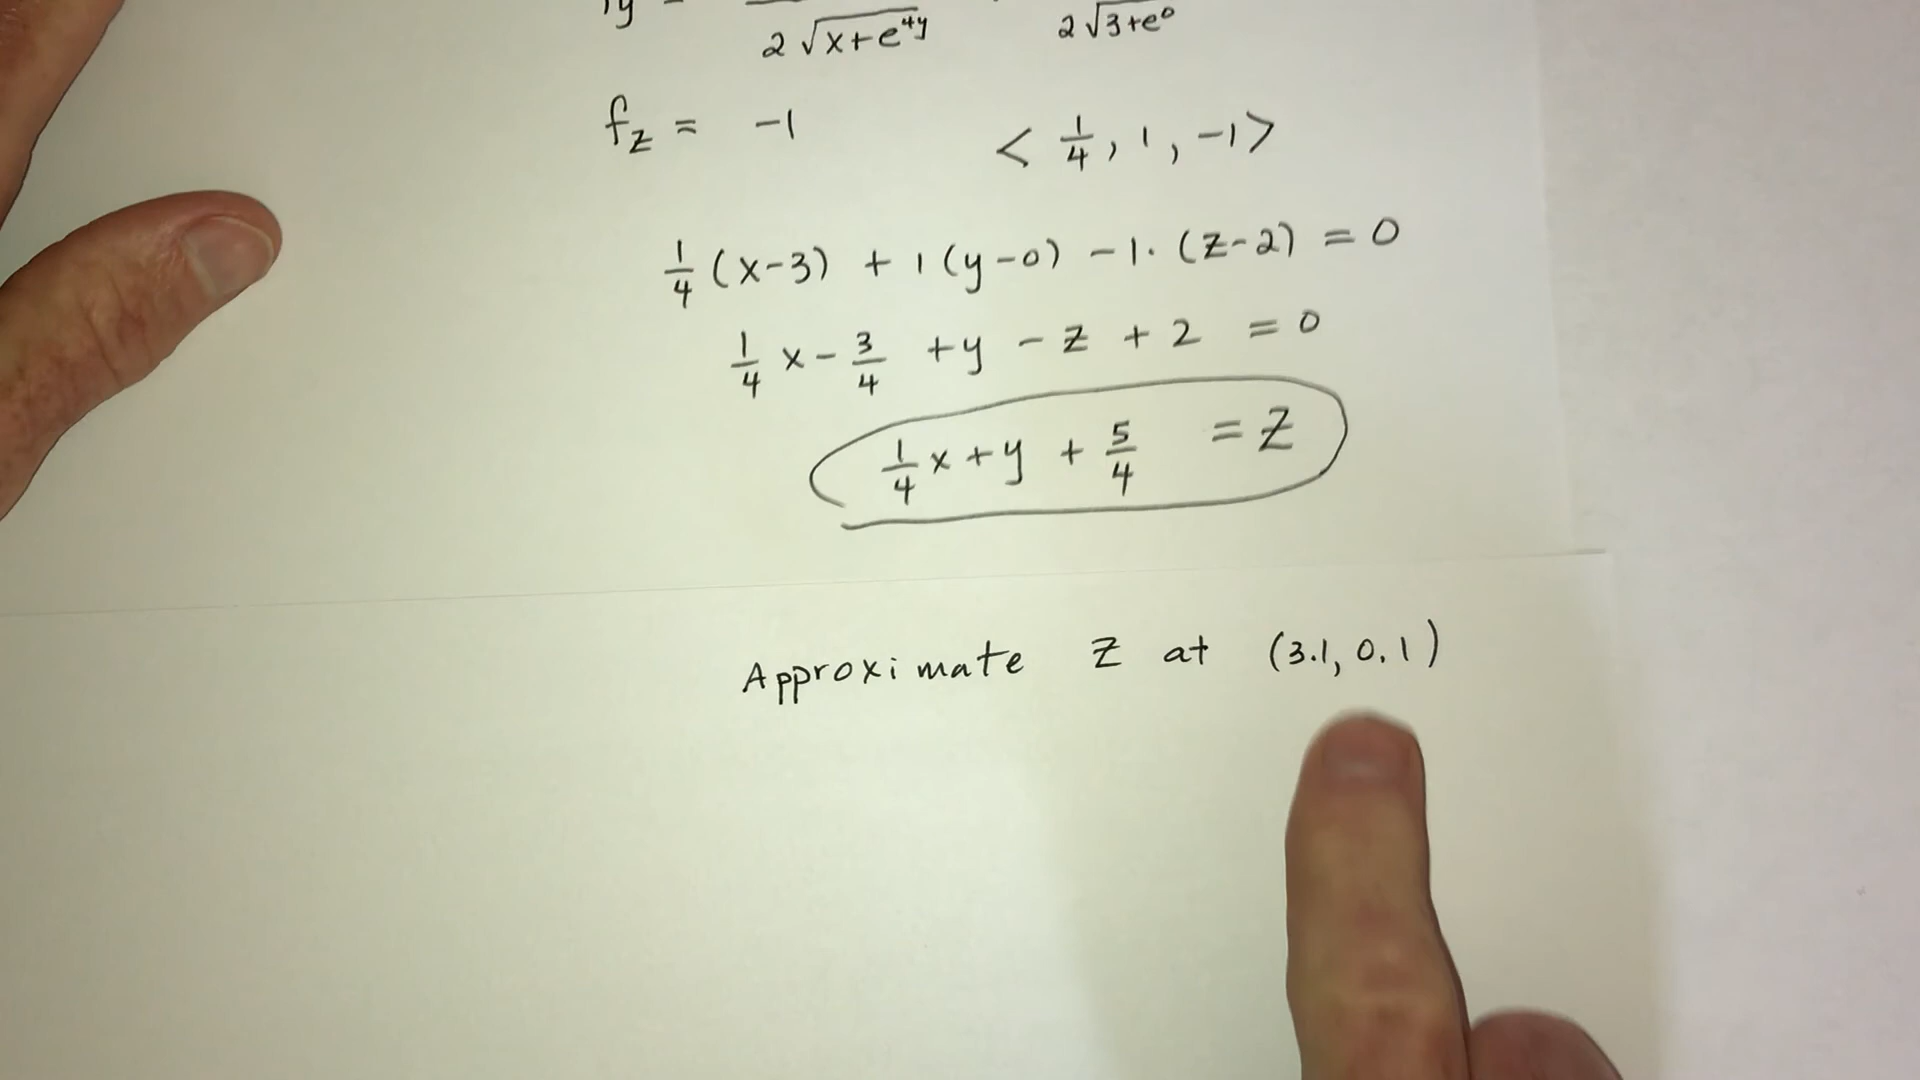 y = 2 √x+e^4y 2 √3+e^0
f_z = -1 < 1/4, 1, -1>
1/4 (x-3) + 1 (y-0) - 1. (z-2) = 0
1/4 x - 3/4 + y - z + 2 = 0
1/4 x + y + 5/4 = z
Approximate z at (3.1, 0.1)